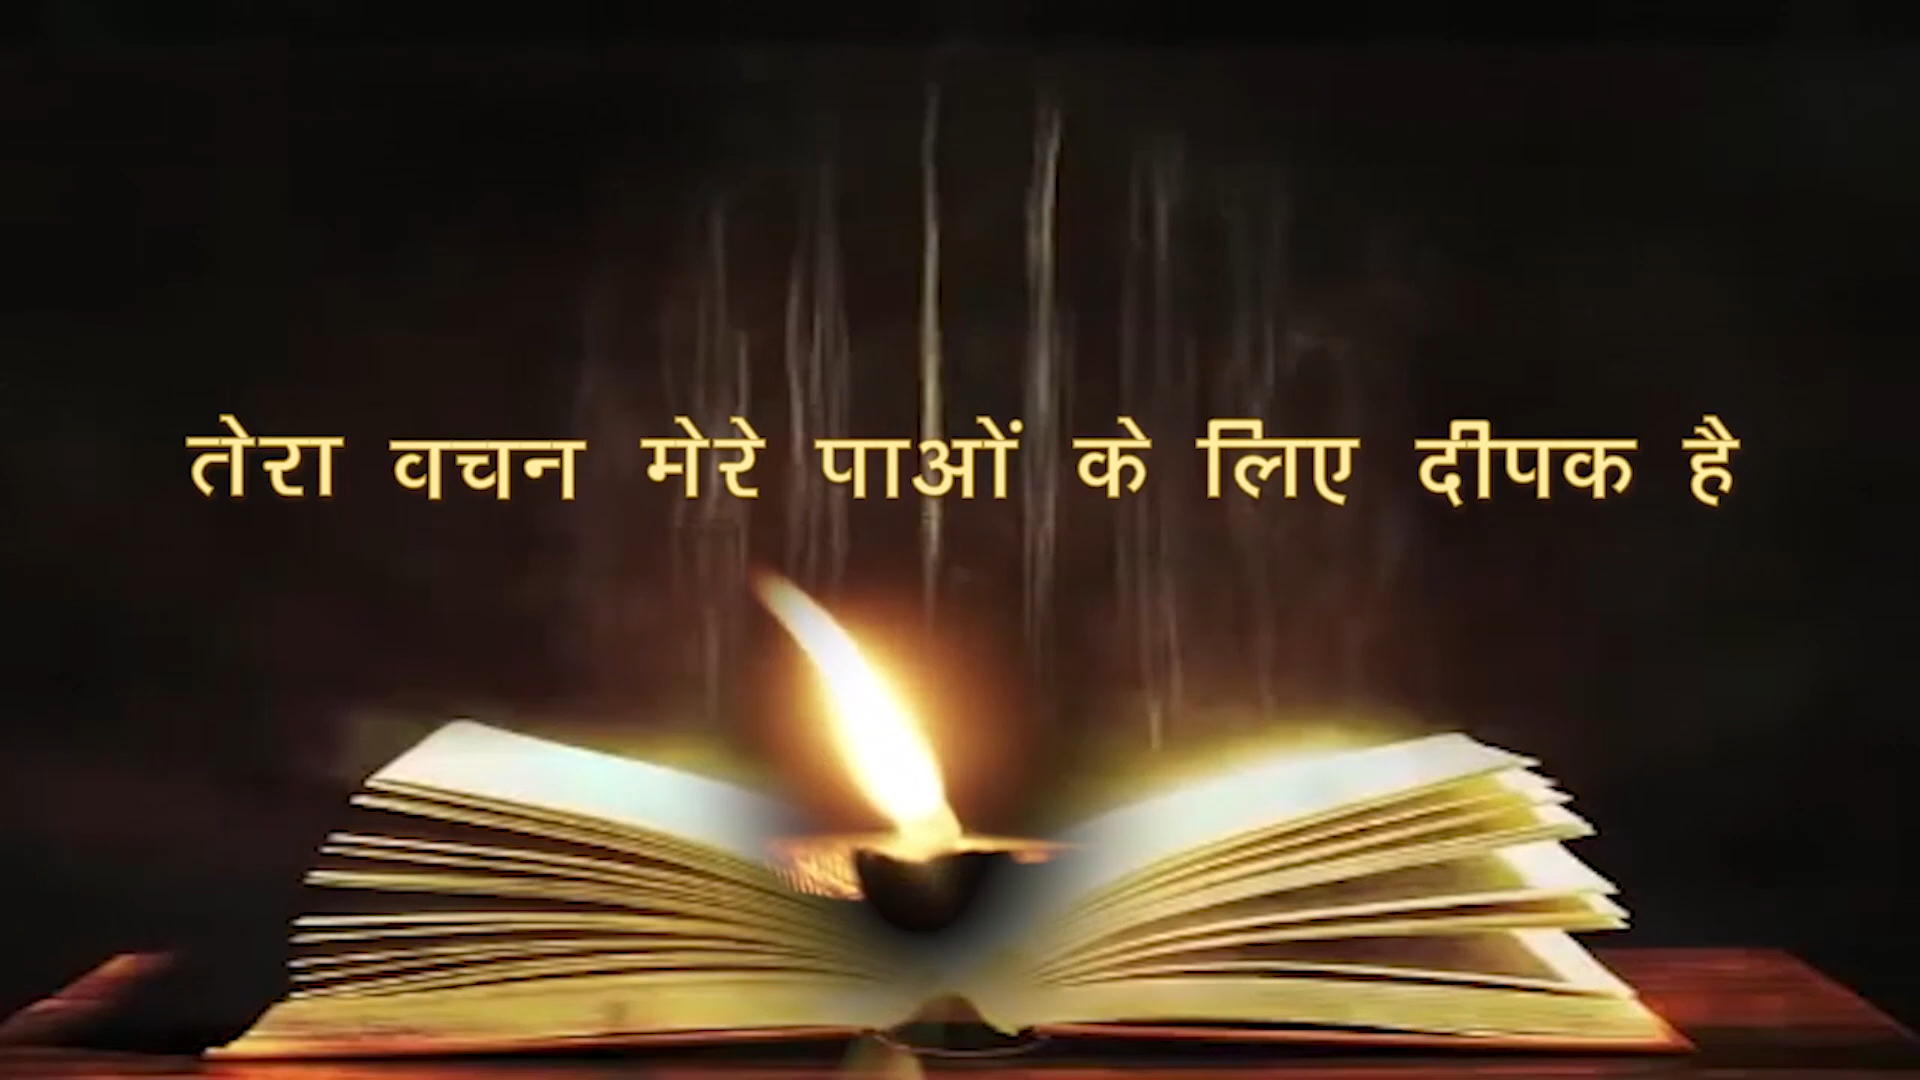 तेरा वचन मेरे पाओं के लिए दीपक है